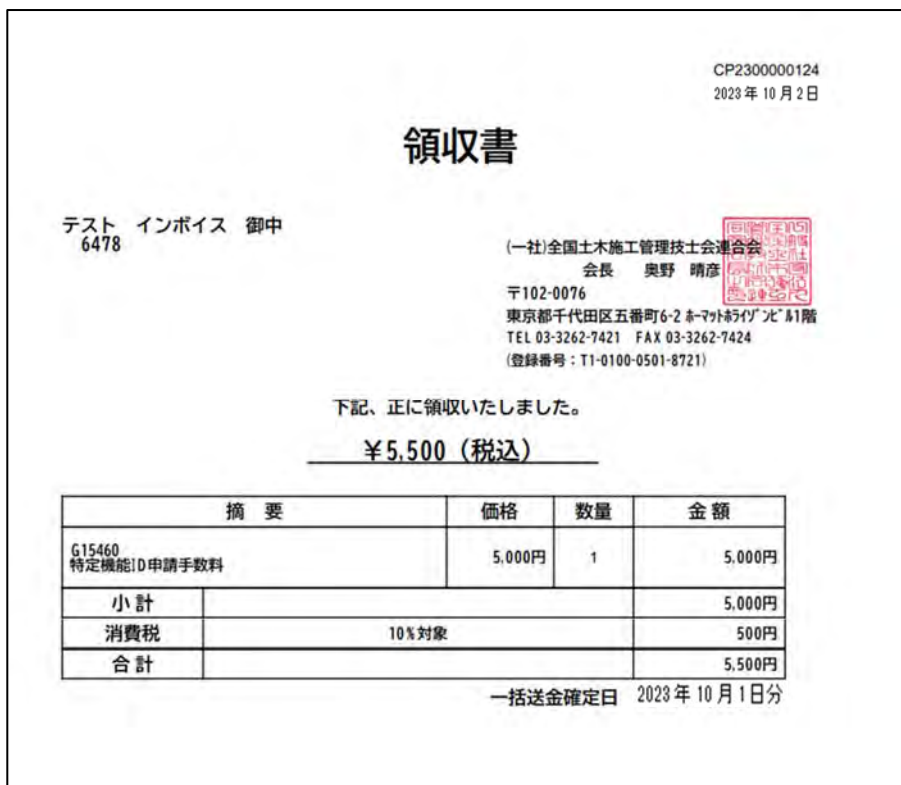 CP2300000124
2023年10月2日
領収書
テスト　インボイス　御中
6478
(一社)全国土木施工管理技士会連合会
会長　奥野　晴彦
〒102-0076
東京都千代田区五番町6-2 ﾎｰﾏｯﾄﾎﾗｲｿﾞﾝﾋﾞﾙ1階
TEL 03-3262-7421　FAX 03-3262-7424
(登録番号：T1-0100-0501-8721)
下記、正に領収いたしました。
￥5,500（税込）
摘　要　価格　数量　金額
G15460
特定機能ID申請手数料　5,000円　1　5,000円
小計　5,000円
消費税　10%対象　500円
合計　5,500円
一括送金確定日　2023年10月1日分